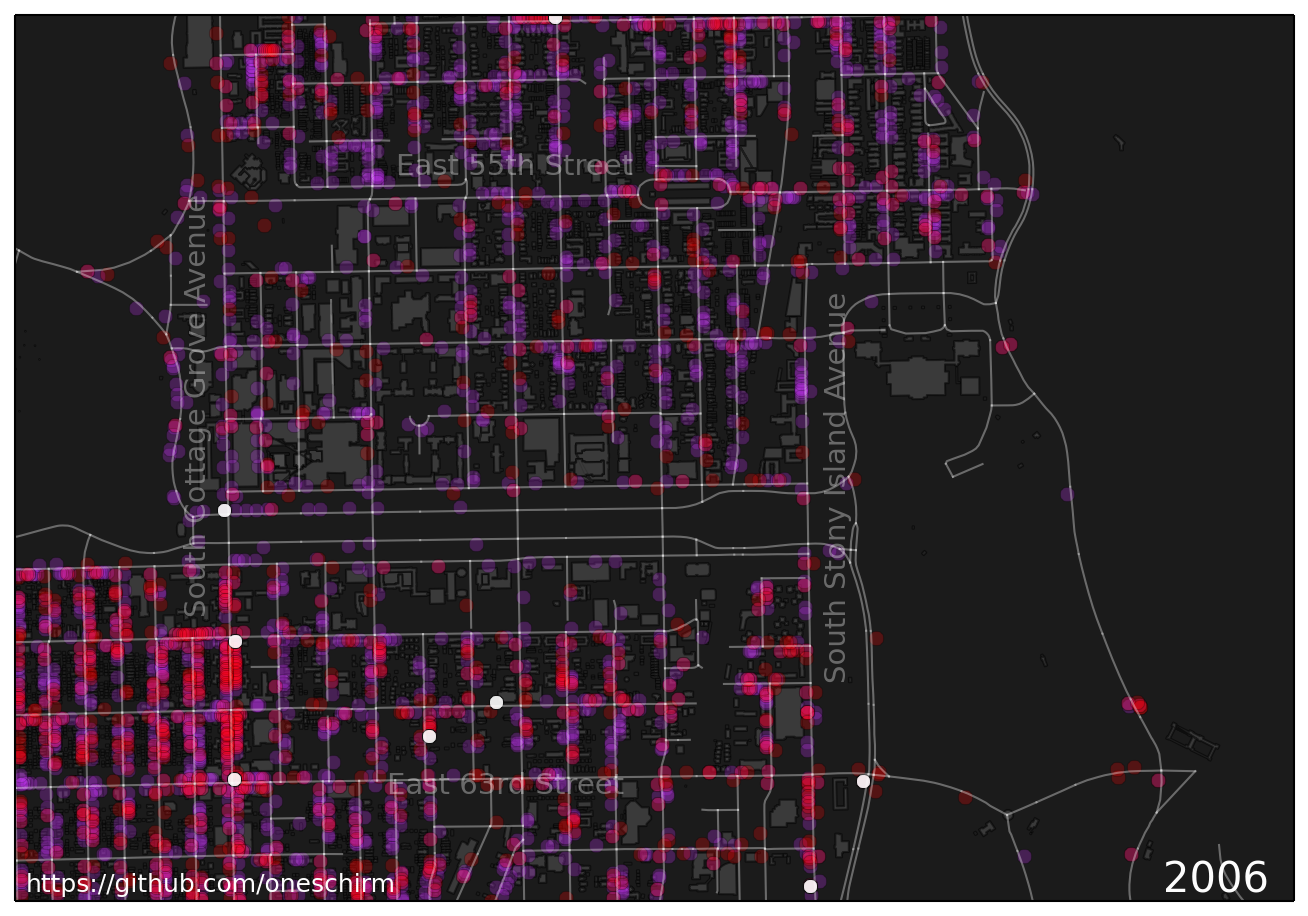 East 55th Street
South Cottage Grove Avenue
South Stony Island Avenue
East 63rd Street
https://github.com/oneschirm
2006